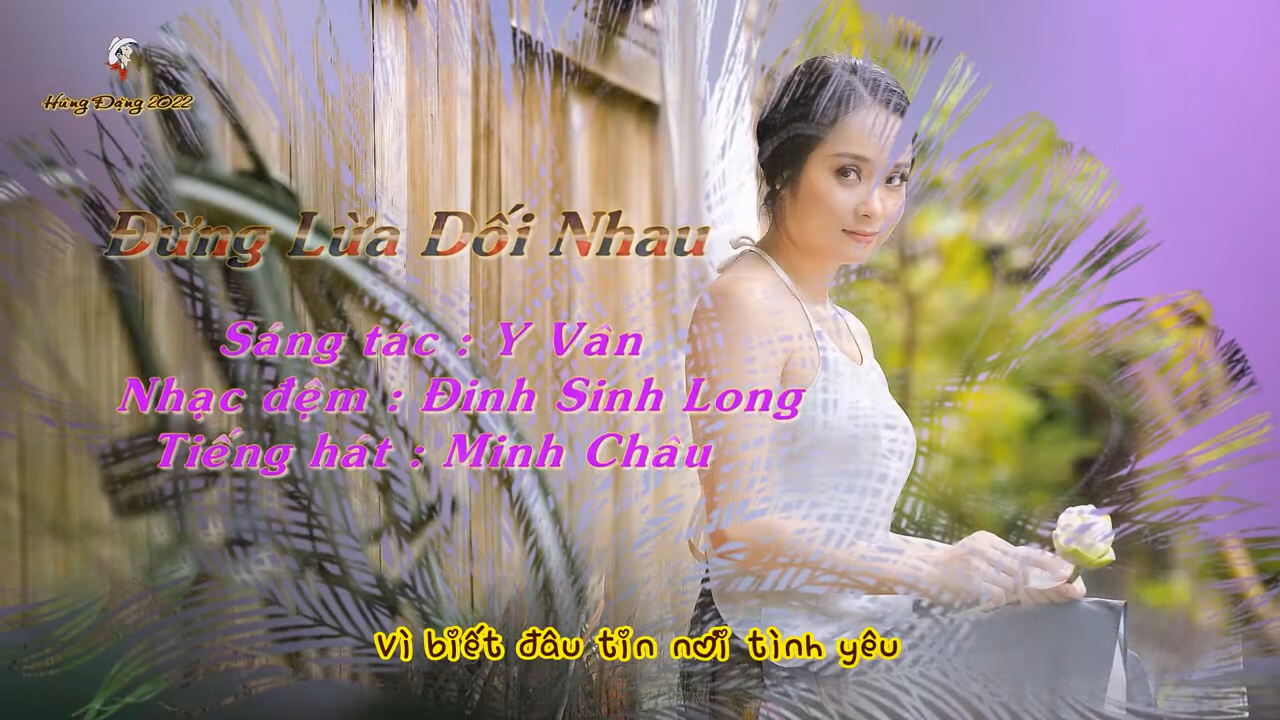 Hùng Đặng 2022
Đừng Lừa Dối Nhau
Sáng tác : Y Vân
Nhạc đệm : Đinh Sinh Long
Tiếng hát : Minh Châu
Vì biết đâu tin nơi tình yêu